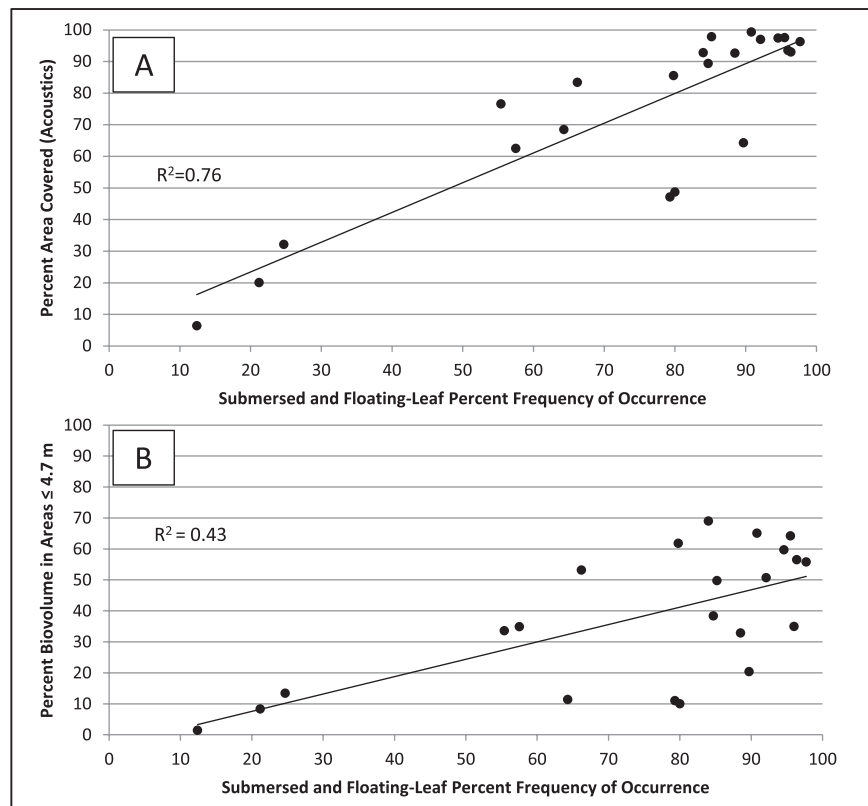 100
90
80
70
60
50
40
30
20
10
0
Percent Area Covered (Acoustics)
A
R²=0.76
0 10 20 30 40 50 60 70 80 90 100
Submersed and Floating-Leaf Percent Frequency of Occurrence
100
90
80
70
60
50
40
30
20
10
0
Percent Biovolume in Areas ≤ 4.7 m
B
R² = 0.43
0 10 20 30 40 50 60 70 80 90 100
Submersed and Floating-Leaf Percent Frequency of Occurrence